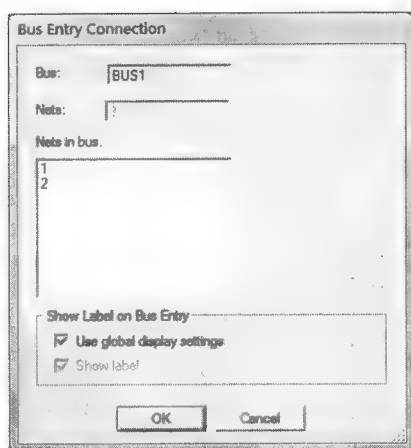 Bus Entry Connection
Bus: BUS1
Nets:
Nets in bus.
1
2
Show Label on Bus Entry
Use global display settings
Show label
OK Cancel